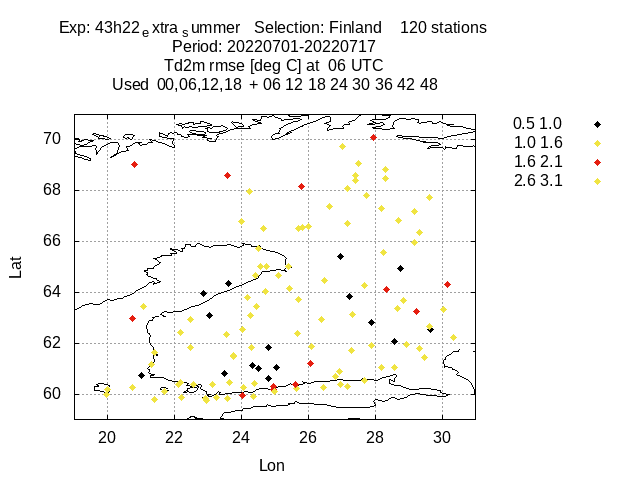 Exp: 43h22 e xtra s ummer Selection: Finland 120 stations
Period: 20220701-20220717
Td2m rmse [deg C] at 06 UTC
Used 00,06,12,18 + 06 12 18 24 30 36 42 48
0.5 1.0
1.0 1.6
1.6 2.1
2.6 3.1
70
68
66
64
62
60
Lat
20 22 24 26 28 30
Lon